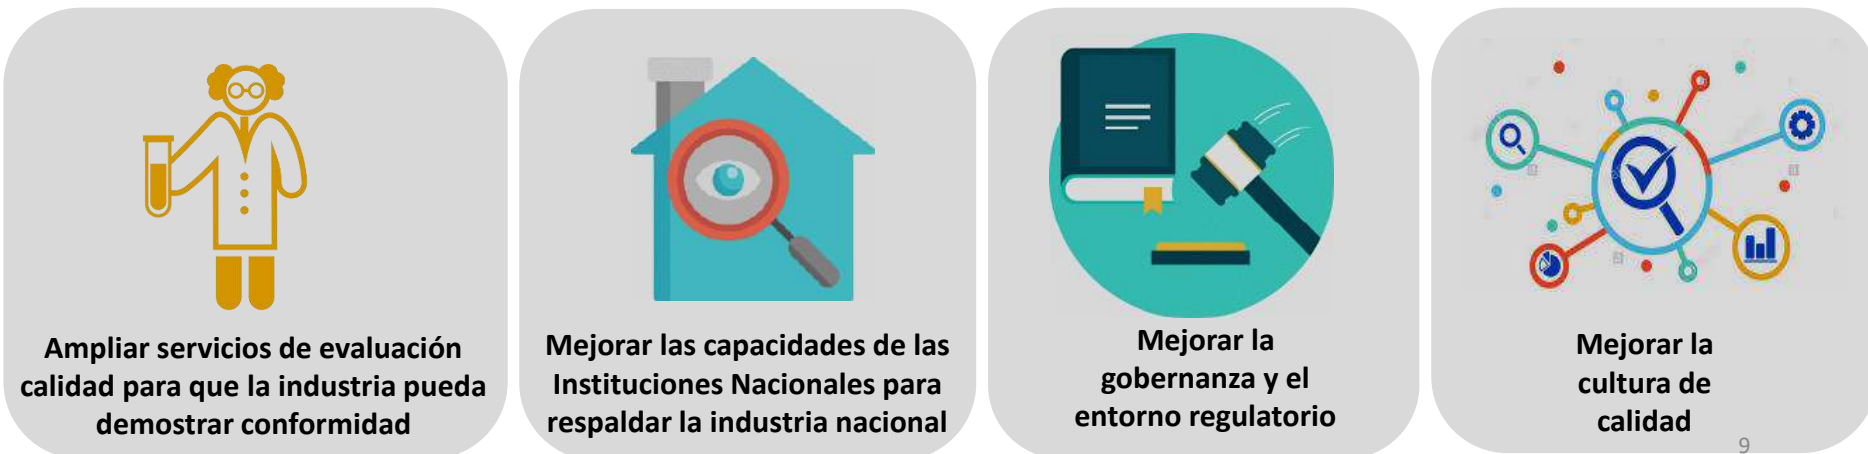 Ampliar servicios de evaluación
calidad para que la industria pueda
demostrar conformidad
Mejorar las capacidades de las
Instituciones Nacionales para
respaldar la industria nacional
Mejorar la
gobernanza y el
entorno regulatorio
Mejorar la
cultura de
calidad
9